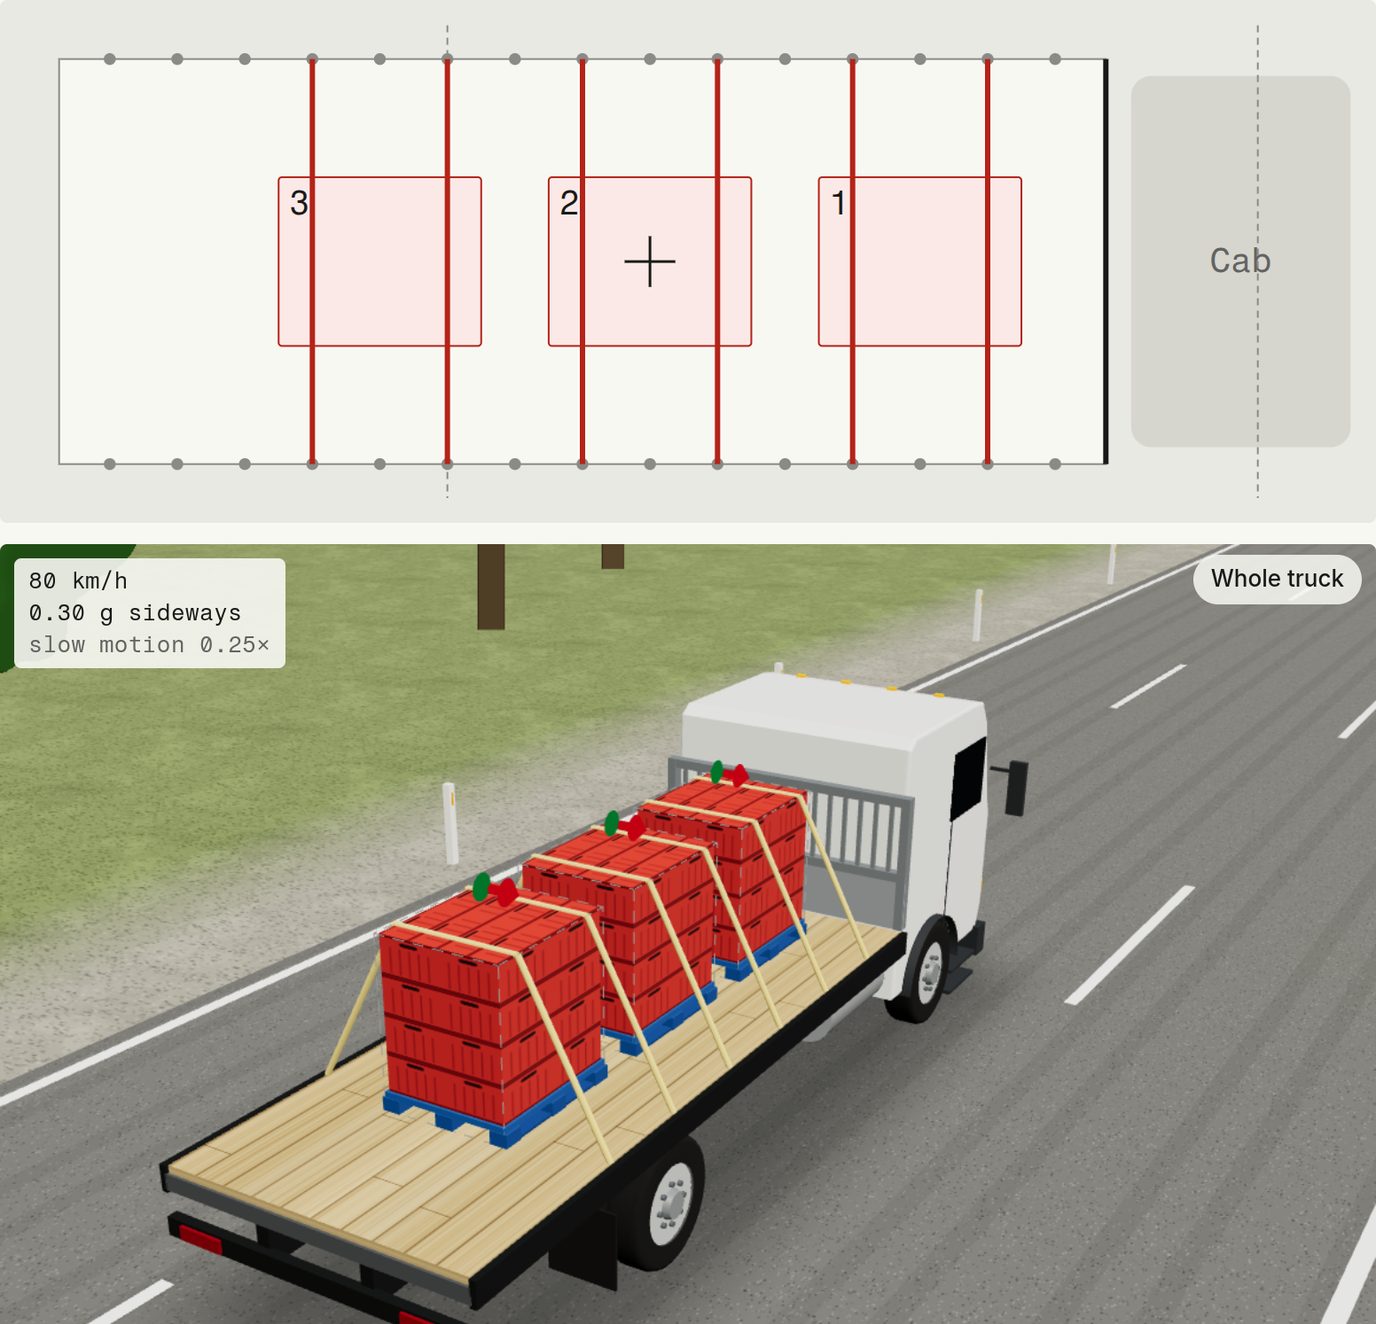 3
2
1
Cab
80 km/h
0.30 g sideways
slow motion 0.25×
Whole truck